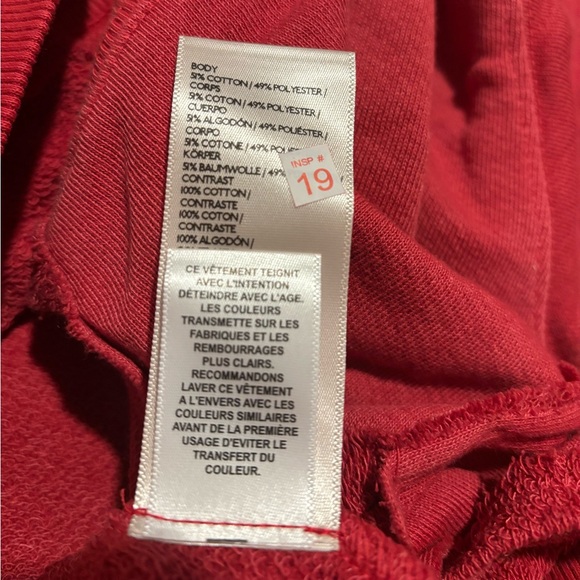 BODY
51% COTTON / 49% POLYESTER /
CORPS
51% COTON / 49% POLYESTER /
CUERPO
51% ALGODÓN / 49% POLIÉSTER /
CORPO
51% COTONE / 49% POLIES
KÖRPER
51% BAUMWOLLE / 49%
CONTRAST
100% COTTON /
CONTRASTE
100% COTON /
CONTRASTE
100% ALGODÓN /
INSP #
19
CE VÊTEMENT TEIGNIT
AVEC L'INTENTION
DÉTEINDRE AVEC L'AGE.
LES COULEURS
TRANSMETTE SUR LES
FABRIQUES ET LES
REMBOURRAGES
PLUS CLAIRS.
RECOMMANDONS
LAVER CE VÊTEMENT
A L'ENVERS AVEC LES
COULEURS SIMILAIRES
AVANT DE LA PREMIÈRE
USAGE D'EVITER LE
TRANSFERT DU
COULEUR.